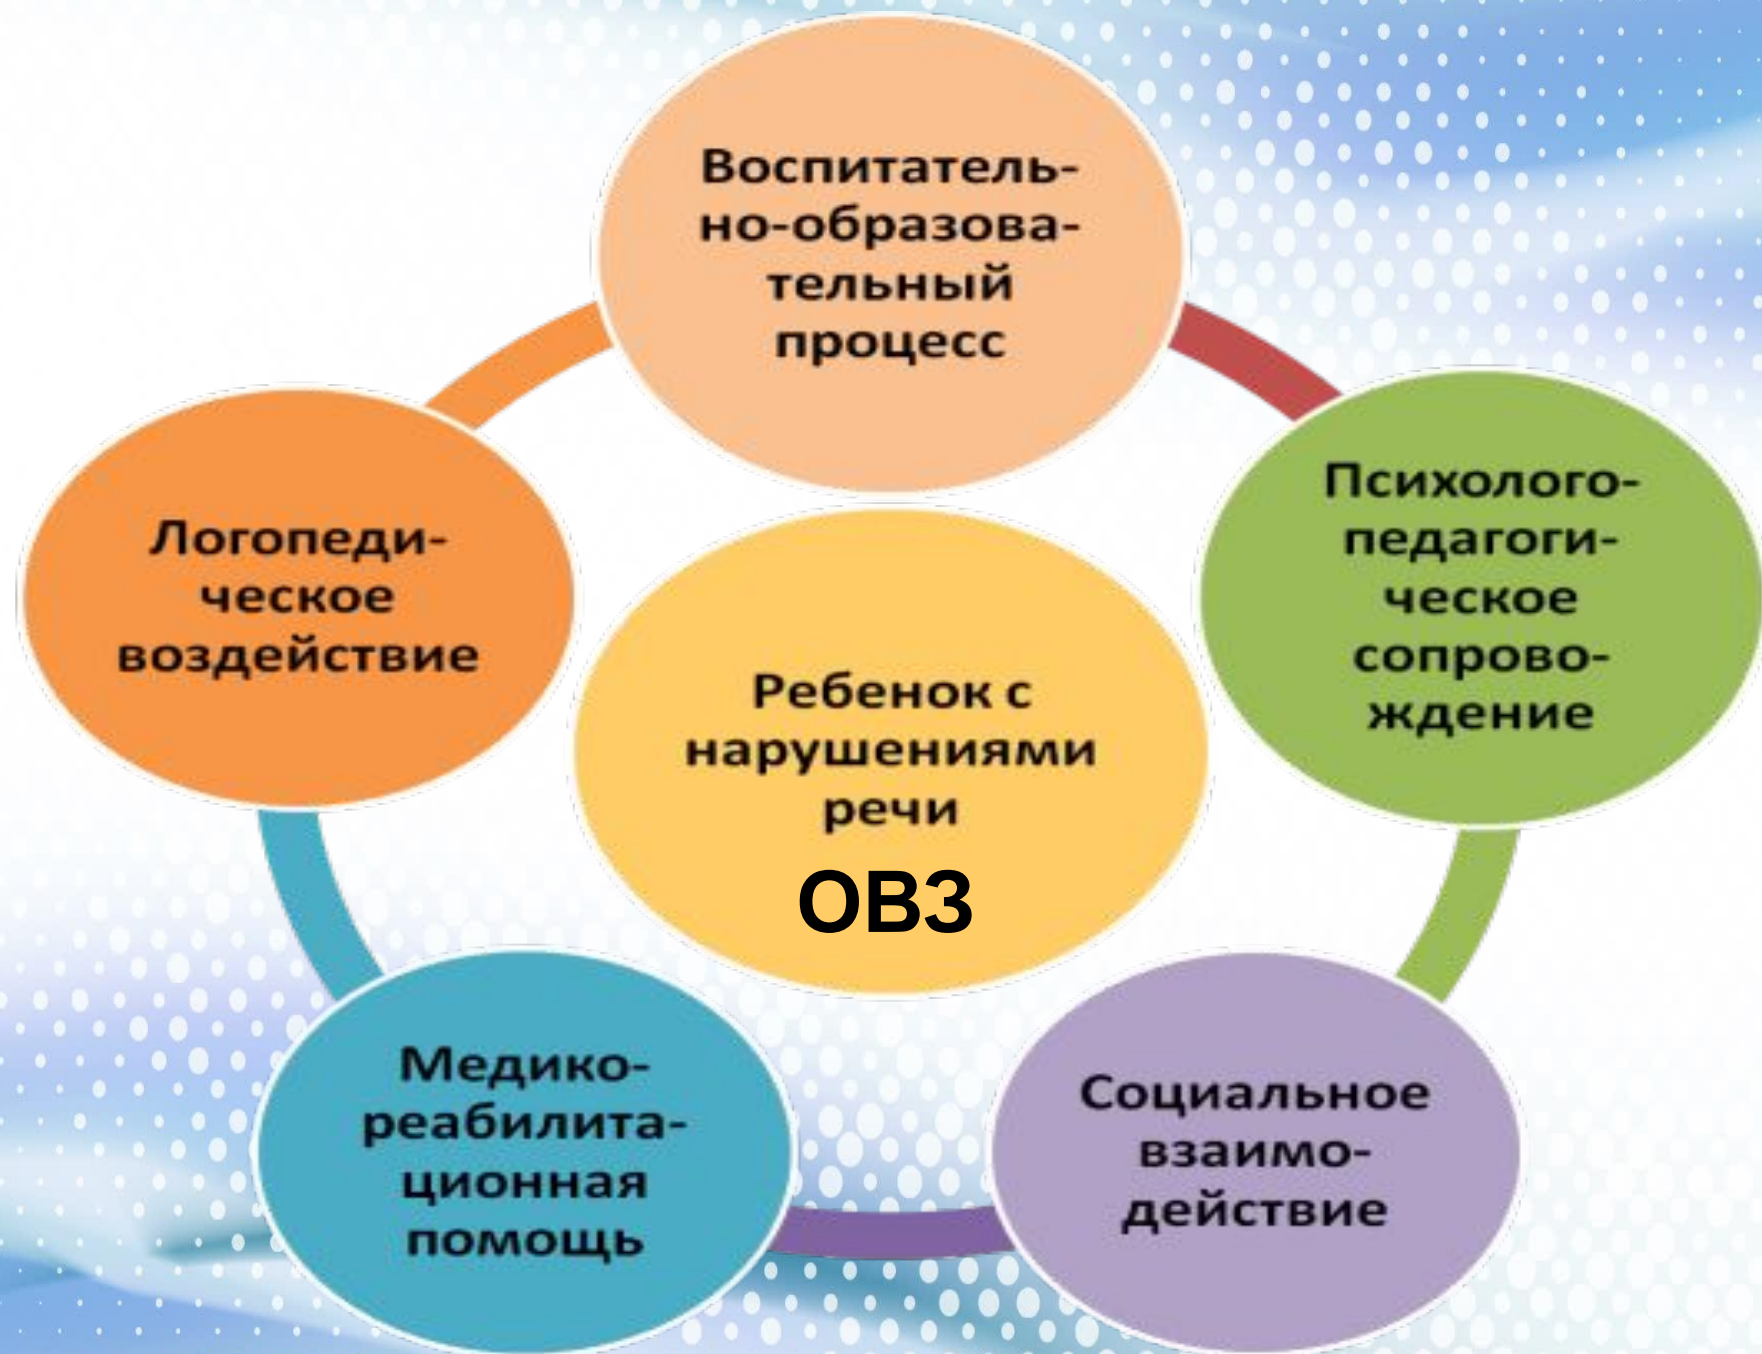 Воспитатель-
но-образова-
тельный
процесс
Психолого-
педагоги-
ческое
сопрово-
ждение
Логопеди-
ческое
воздействие
Ребенок с
нарушениями
речи
ОВЗ
Медико-
реабилита-
ционная
помощь
Социальное
взаимо-
действие